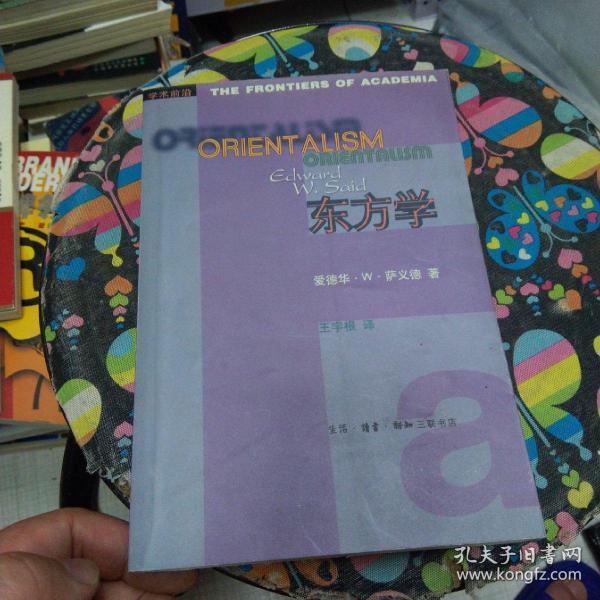 学术前沿 THE FRONTIERS OF ACADEMIA
ORIENTALISM
ORIENTALISM
ORIENTALISM
Edward
W. Said
东方学
爱德华·W·萨义德 著
王宇根 译
生活·读书·新知三联书店
a
BRAND
孔夫子旧书网
www.kongfz.com